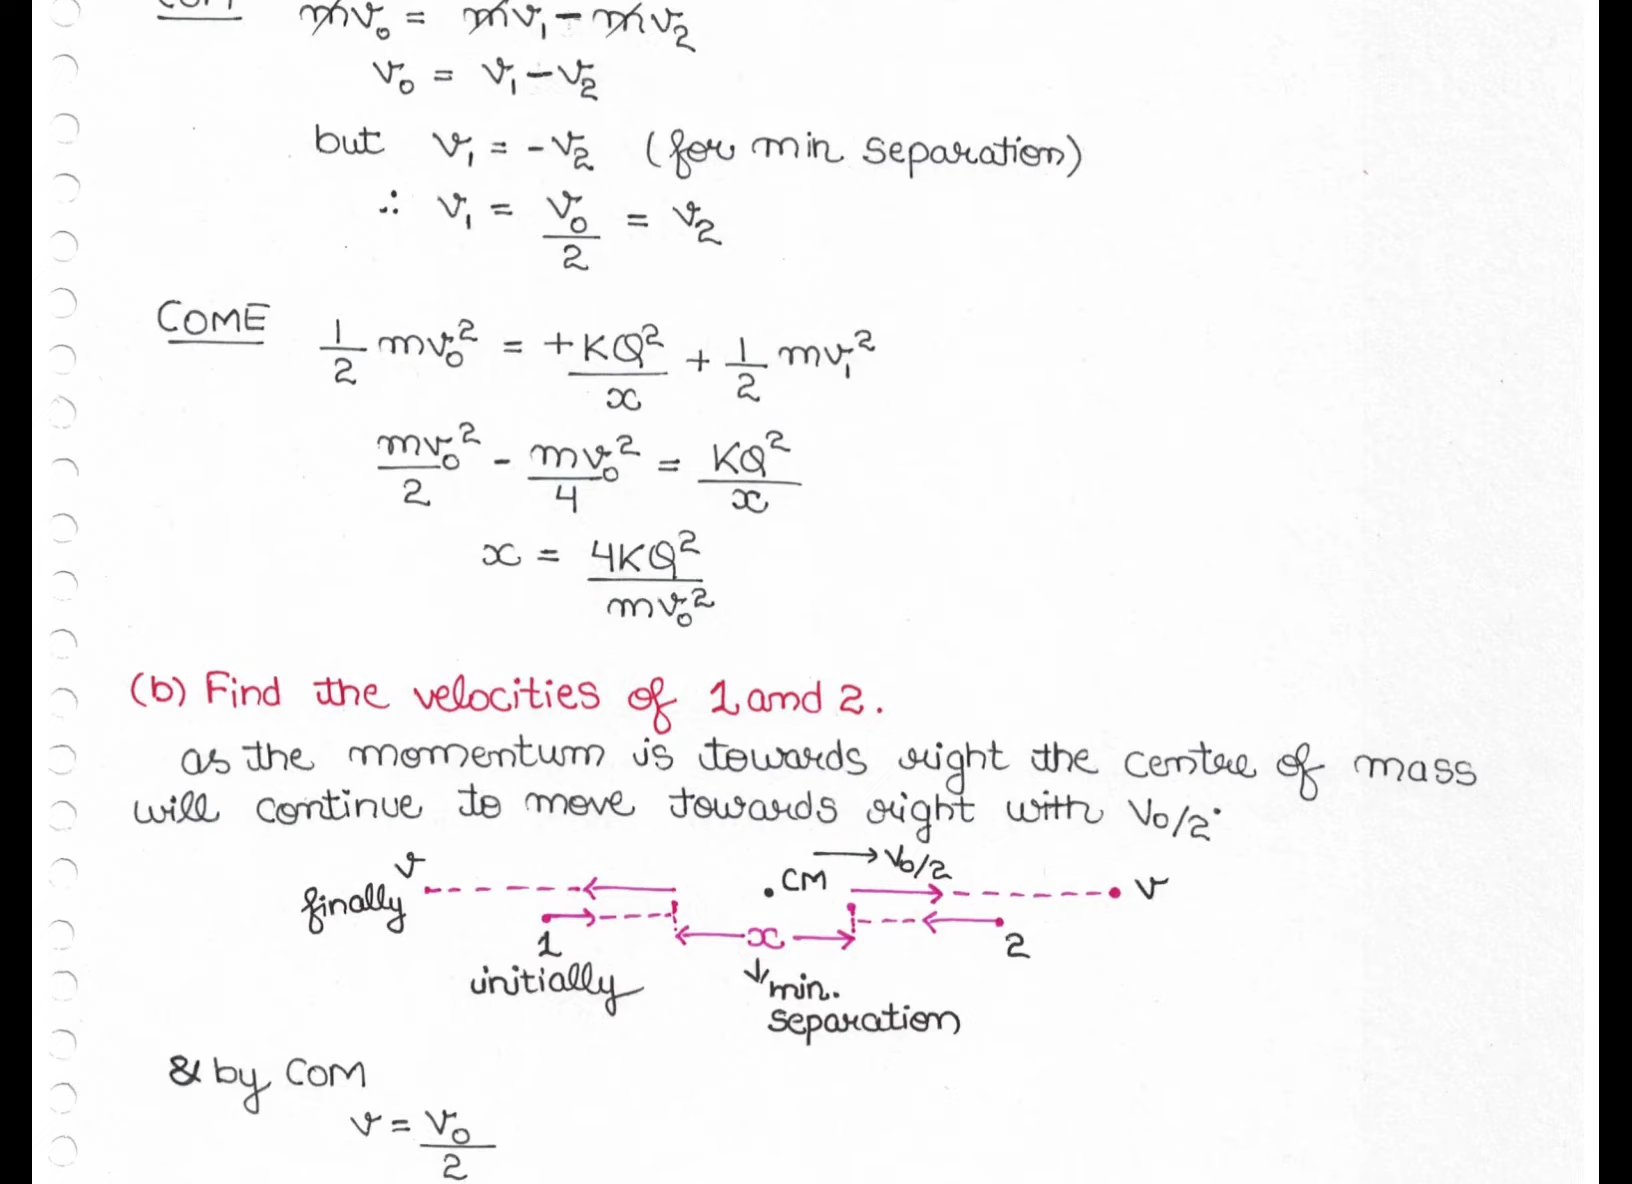 mv₀ = mv₁ - mv₂
v₀ = v₁ - v₂
but v₁ = - v₂ (for min separation)
∴ v₁ = v₀/2 = v₂
COME 1/2 mv₀² = +KQ²/x + 1/2 mv₁²
mv₀²/2 - mv₀²/4 = KQ²/x
x = 4KQ²/mv₀²
(b) Find the velocities of 1 and 2.
as the momentum is towards right the centre of mass
will continue to move towards right with V₀/2.
v .CM → V₀/2 v
finally
1 x 2
initially min.
separation
& by COM
v = V₀/2